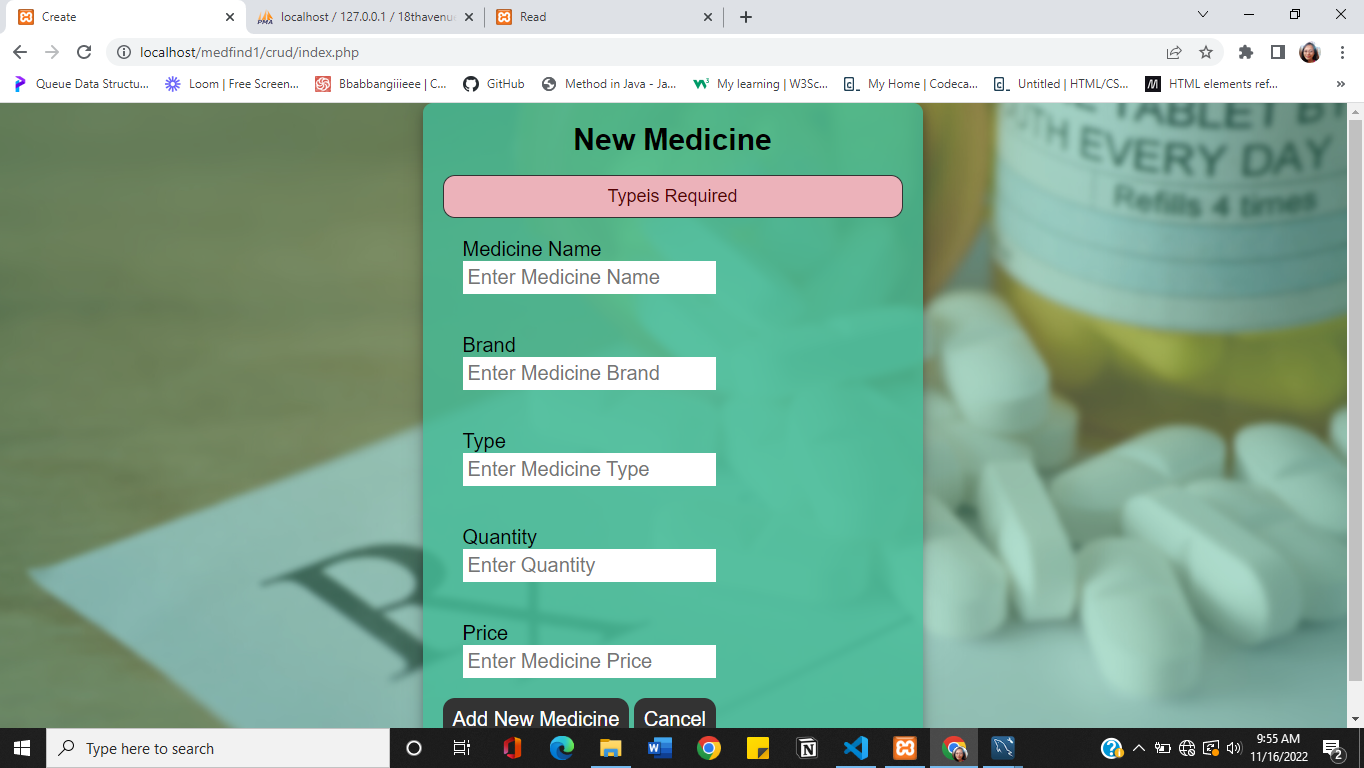 Create
localhost / 127.0.0.1 / 18thavenu
Read
localhost/medfind1/crud/index.php
Queue Data Structu...
Loom | Free Screen...
Bbabbangiiieee | C...
GitHub
Method in Java - Ja...
My learning | W3Sc...
My Home | Codeca...
Untitled | HTML/CS...
HTML elements ref...
»
New Medicine
Typeis Required
Medicine Name
Enter Medicine Name
Brand
Enter Medicine Brand
Type
Enter Medicine Type
Quantity
Enter Quantity
Price
Enter Medicine Price
Add New Medicine
Cancel
TABLET BY
MOUTH EVERY DAY
Refills 4 times
Type here to search
9:55 AM
11/16/2022
2